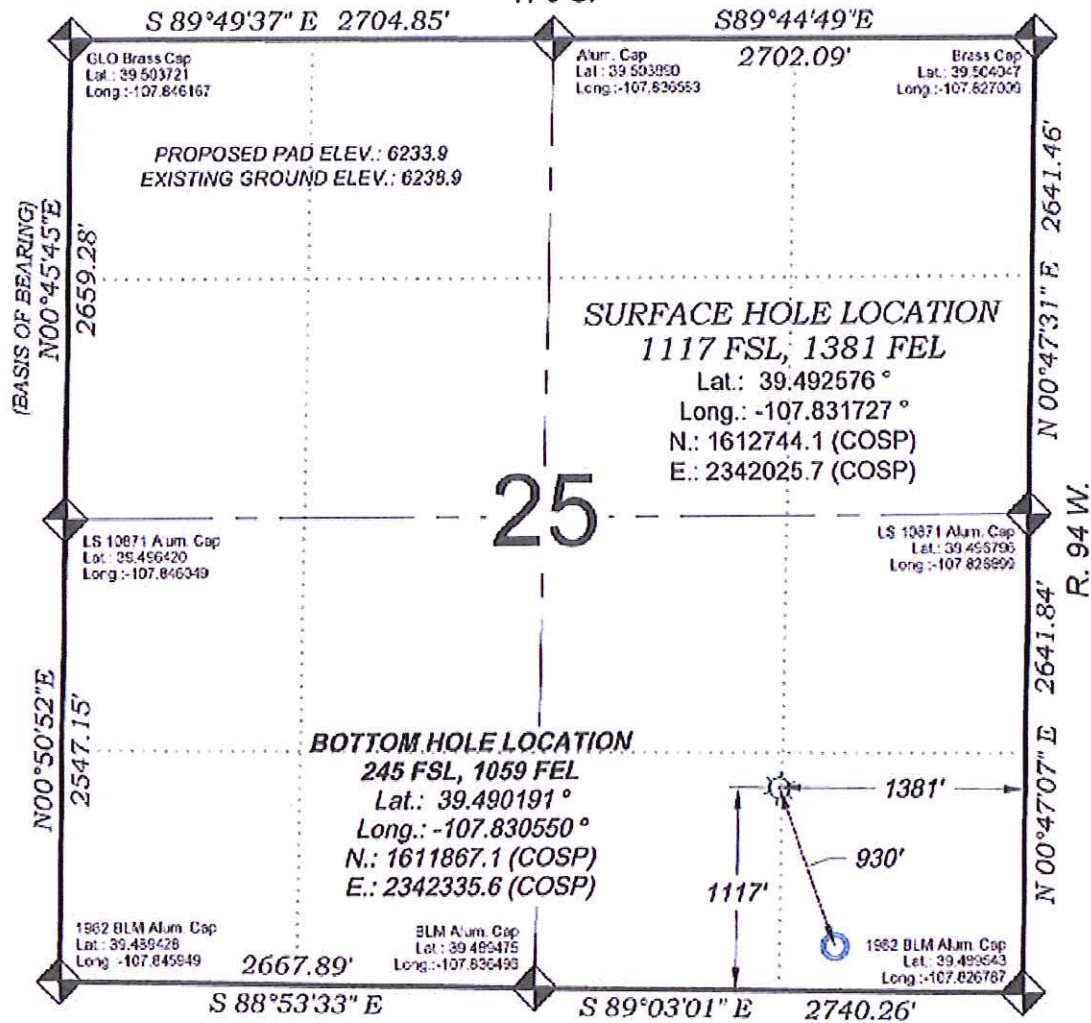 S 89°49'37" E 2704.85'
S89°44'49"E
2702.09'
GLO Brass Cap
Lat.: 39.503721
Long.:-107.846167
Alum. Cap
Lat.: 39.503890
Long.:-107.836553
Brass Cap
Lat.: 39.504047
Long.:-107.827009
PROPOSED PAD ELEV.: 6233.9
EXISTING GROUND ELEV.: 6238.9
(BASIS OF BEARING)
N00°45'45"E
2659.28'
N 00°47'31" E 2641.46'
SURFACE HOLE LOCATION
1117 FSL, 1381 FEL
Lat.: 39.492576 °
Long.: -107.831727 °
N.: 1612744.1 (COSP)
E.: 2342025.7 (COSP)
25
R. 94 W.
LS 10871 Alum. Cap
Lat.: 39.496420
Long.:-107.846049
LS 10871 Alum. Cap
Lat.: 39.496796
Long.:-107.826899
N00°50'52"E
2547.15'
N 00°47'07" E 2641.84'
BOTTOM HOLE LOCATION
245 FSL, 1059 FEL
Lat.: 39.490191 °
Long.: -107.830550 °
N.: 1611867.1 (COSP)
E.: 2342335.6 (COSP)
1381'
930'
1117'
1962 BLM Alum. Cap
Lat.: 39.489428
Long.:-107.845949
BLM Alum. Cap
Lat.: 39.489475
Long.:-107.836493
1962 BLM Alum. Cap
Lat.: 39.489543
Long.:-107.826787
2667.89'
S 88°53'33" E
S 89°03'01" E 2740.26'